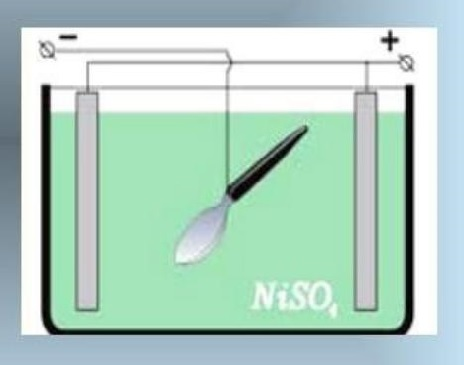 − +
NiSO₄